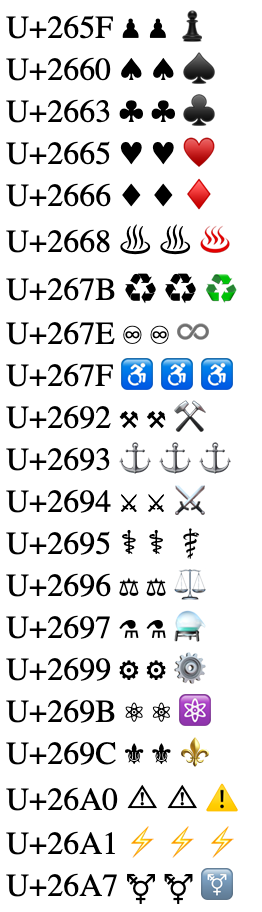 U+265F ♟ ♟︎ ♟️
U+2660 ♠ ♠︎ ♠️
U+2663 ♣ ♣︎ ♣️
U+2665 ♥ ♥︎ ♥️
U+2666 ♦ ♦︎ ♦️
U+2668 ♨ ♨︎ ♨️
U+267B ♻ ♻︎ ♻️
U+267E ♾ ♾︎ ♾️
U+267F ♿ ♿︎ ♿️
U+2692 ⚒ ⚒︎ ⚒️
U+2693 ⚓ ⚓︎ ⚓️
U+2694 ⚔ ⚔︎ ⚔️
U+2695 ⚕ ⚕︎ ⚕️
U+2696 ⚖ ⚖︎ ⚖️
U+2697 ⚗ ⚗︎ ⚗️
U+2699 ⚙ ⚙︎ ⚙️
U+269B ⚛ ⚛︎ ⚛️
U+269C ⚜ ⚜︎ ⚜️
U+26A0 ⚠ ⚠︎ ⚠️
U+26A1 ⚡ ⚡︎ ⚡️
U+26A7 ⚧ ⚧︎ ⚧️